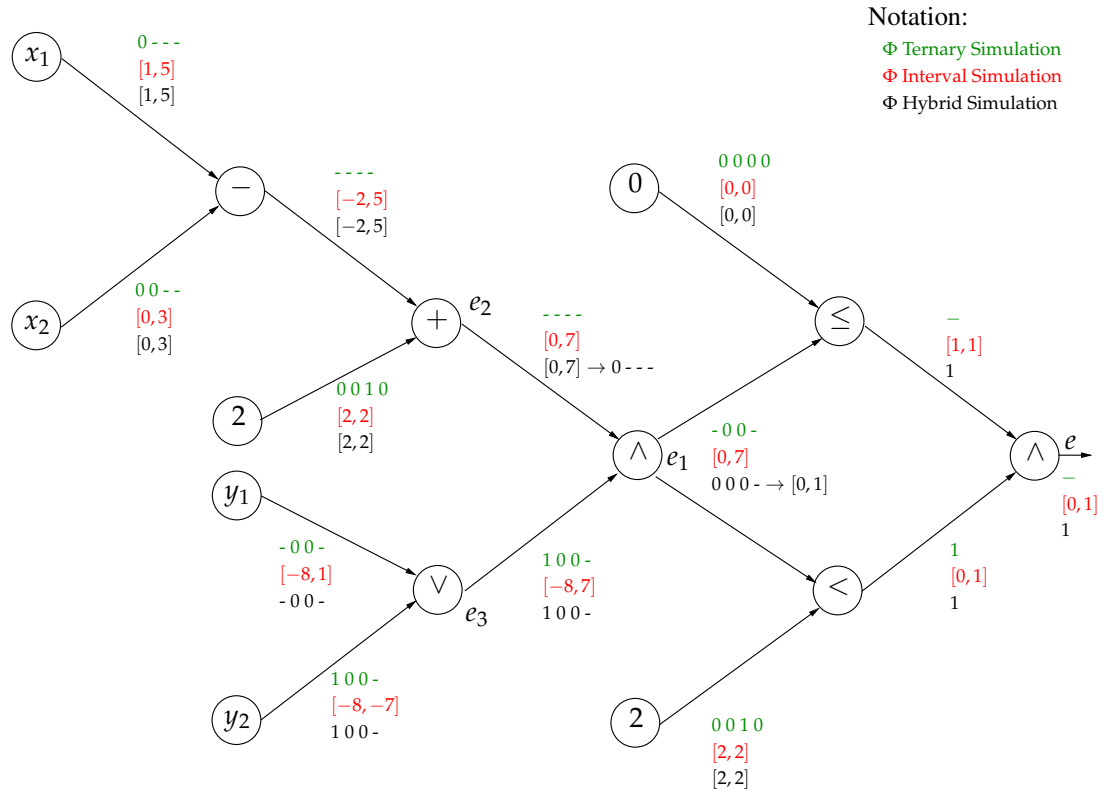 Notation:
Φ Ternary Simulation
Φ Interval Simulation
Φ Hybrid Simulation
x₁
0 - - -
[1, 5]
[1, 5]
−
- - - -
[−2, 5]
[−2, 5]
0
0 0 0 0
[0, 0]
[0, 0]
x₂
0 0 - -
[0, 3]
[0, 3]
+
e₂
- - - -
[0, 7]
[0, 7] → 0 - - -
≤
−
[1, 1]
1
2
0 0 1 0
[2, 2]
[2, 2]
∧
e₁
- 0 0 -
[0, 7]
0 0 0 - → [0, 1]
∧
e
−
[0, 1]
1
y₁
- 0 0 -
[−8, 1]
- 0 0 -
∨
e₃
1 0 0 -
[−8, 7]
1 0 0 -
<
1
[0, 1]
1
y₂
1 0 0 -
[−8, −7]
1 0 0 -
2
0 0 1 0
[2, 2]
[2, 2]